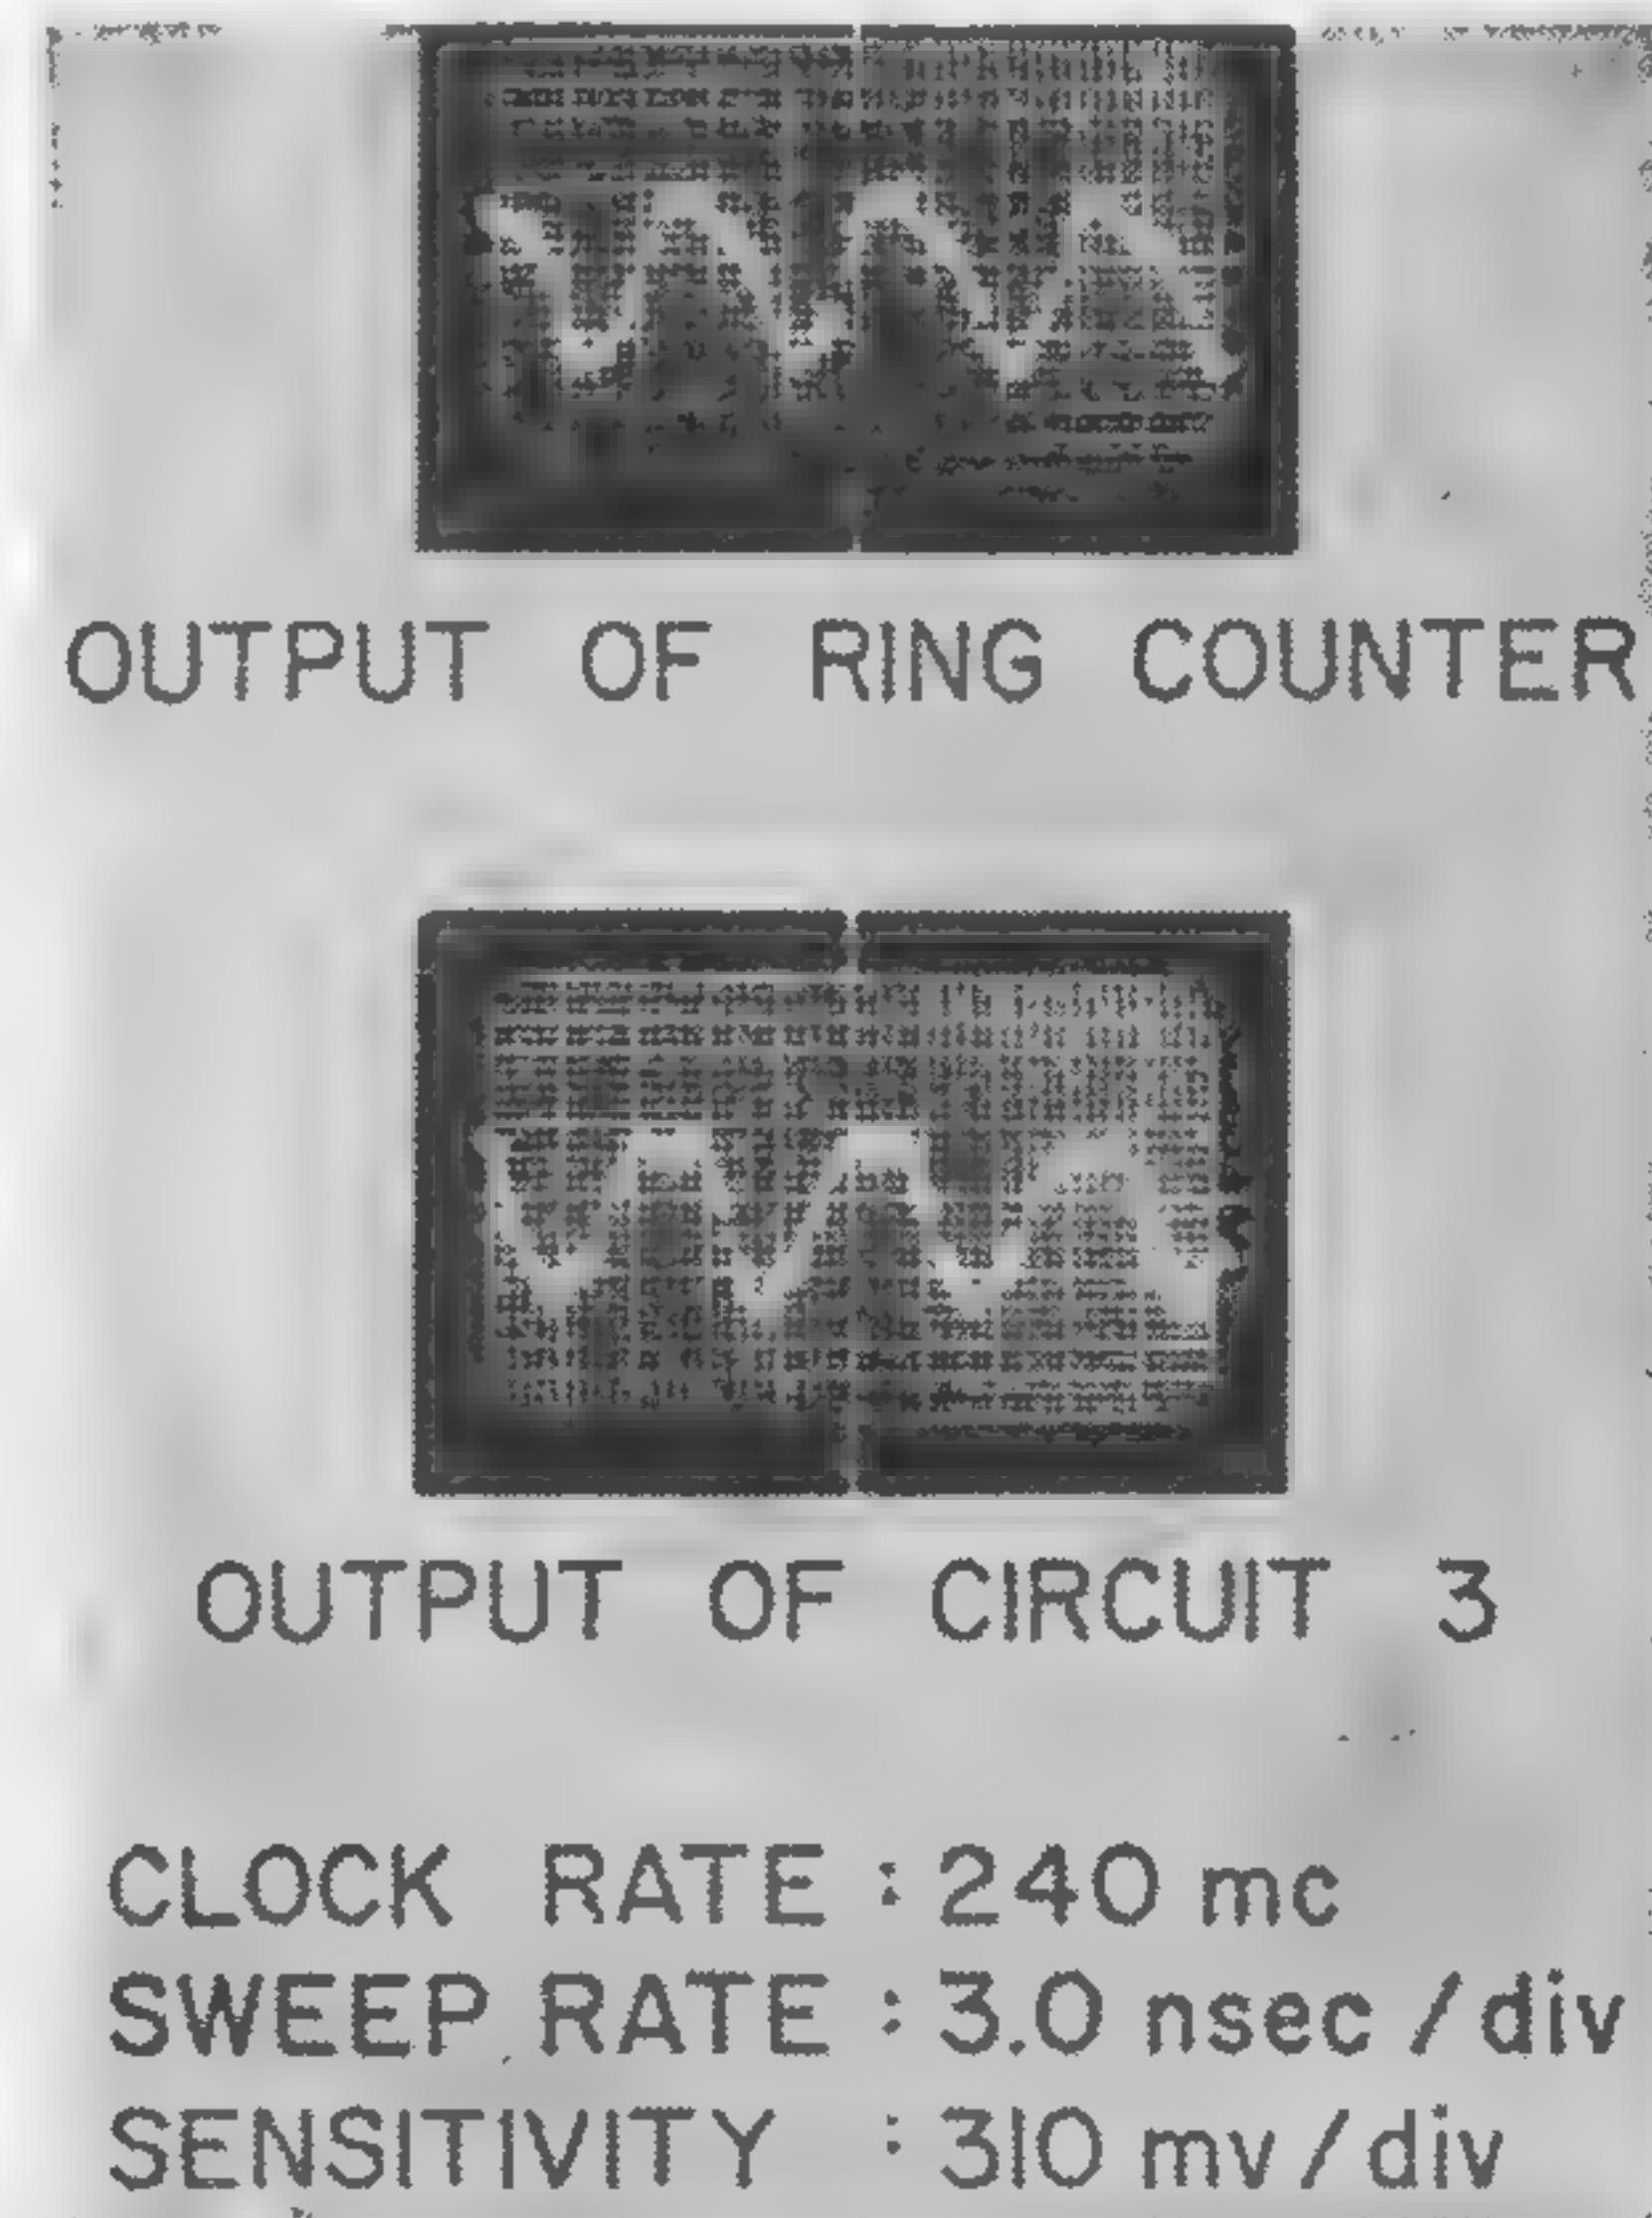 OUTPUT OF RING COUNTER
OUTPUT OF CIRCUIT 3
CLOCK RATE : 240 mc
SWEEP RATE : 3.0 nsec / div
SENSITIVITY : 310 mv / div